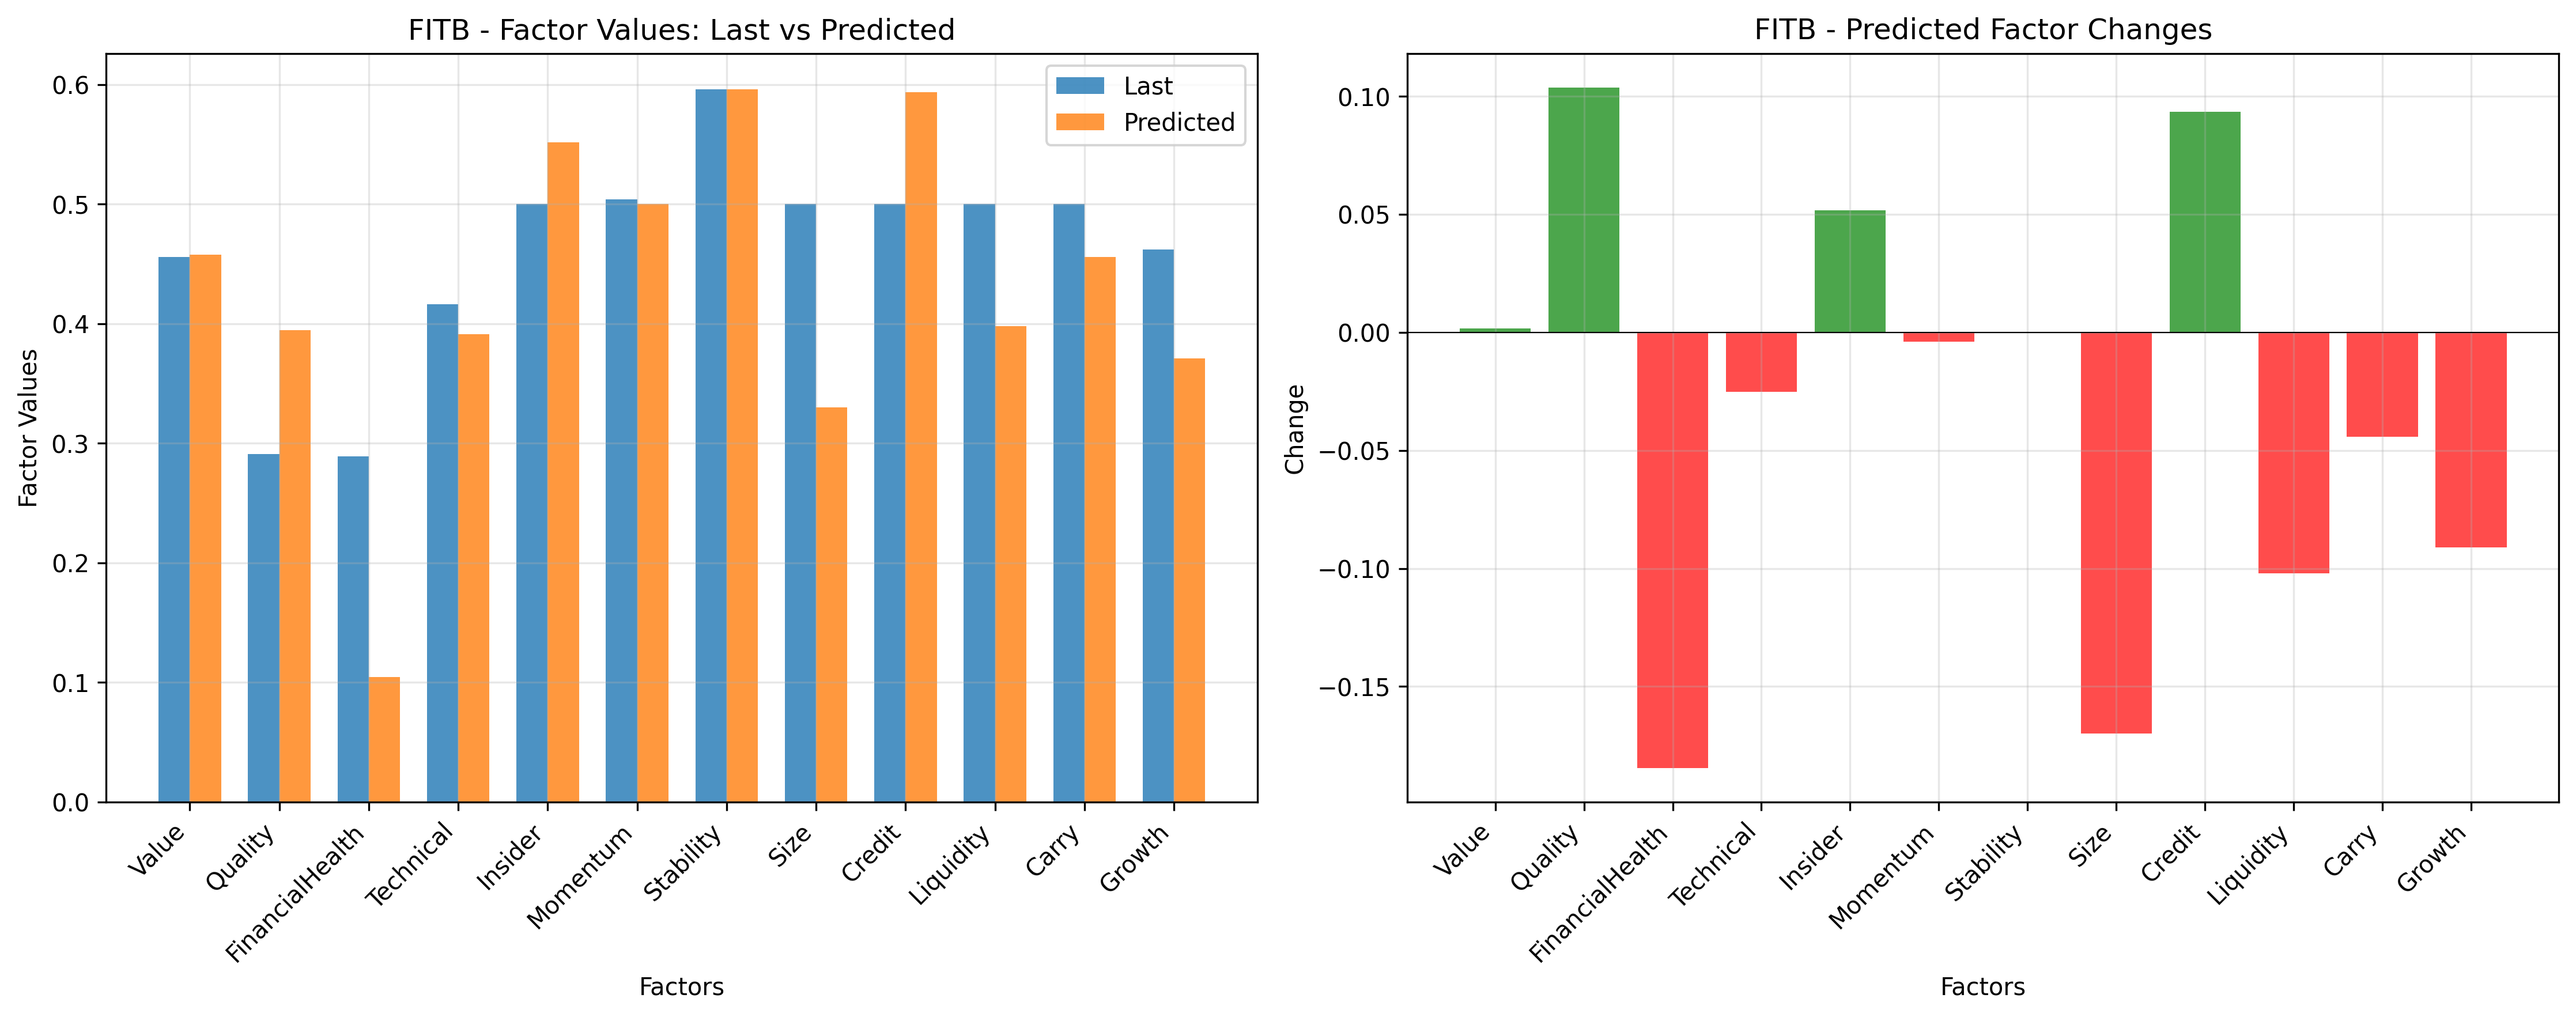 FITB - Factor Values: Last vs Predicted
Factor Values
0.6
0.5
0.4
0.3
0.2
0.1
0.0
Last
Predicted
Value
Quality
FinancialHealth
Technical
Insider
Momentum
Stability
Size
Credit
Liquidity
Carry
Growth
Factors
FITB - Predicted Factor Changes
Change
0.10
0.05
0.00
−0.05
−0.10
−0.15
Value
Quality
FinancialHealth
Technical
Insider
Momentum
Stability
Size
Credit
Liquidity
Carry
Growth
Factors